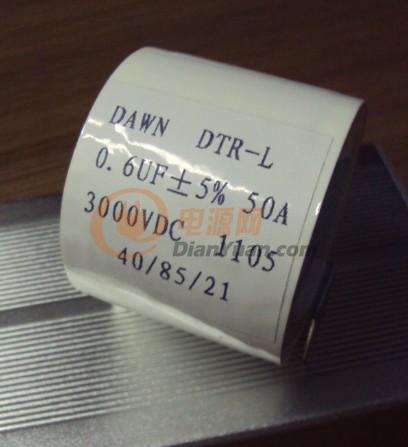 DAWN DTR-L
0.6UF±5% 50A
3000VDC 1105
40/85/21
电源网
DianYuan.com